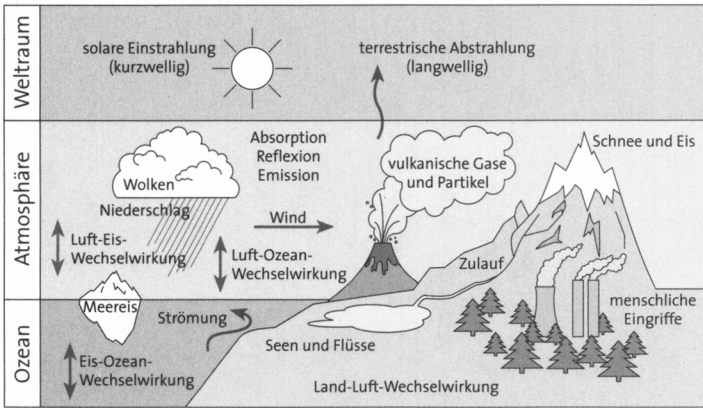 Weltraum
solare Einstrahlung
(kurzwellig)
terrestrische Abstrahlung
(langwellig)
Atmosphäre
Absorption
Reflexion
Emission
vulkanische Gase
und Partikel
Schnee und Eis
Wolken
Niederschlag
Wind
Luft-Eis-
Wechselwirkung
Luft-Ozean-
Wechselwirkung
Zulauf
Ozean
Meereis
Strömung
menschliche
Eingriffe
Seen und Flüsse
Eis-Ozean-
Wechselwirkung
Land-Luft-Wechselwirkung